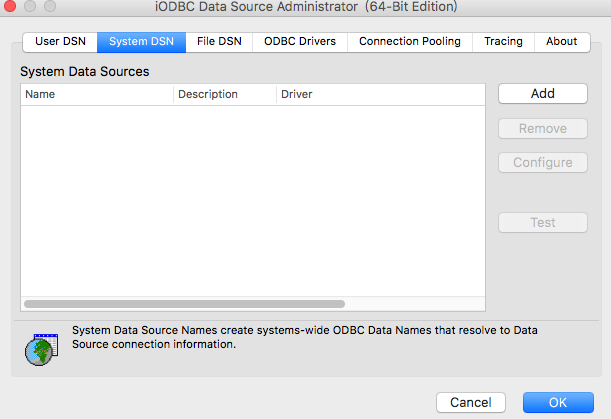 iODBC Data Source Administrator (64-Bit Edition)
User DSN System DSN File DSN ODBC Drivers Connection Pooling Tracing About
System Data Sources
Name Description Driver
Add
Remove
Configure
Test
System Data Source Names create systems-wide ODBC Data Names that resolve to Data
Source connection information.
Cancel OK